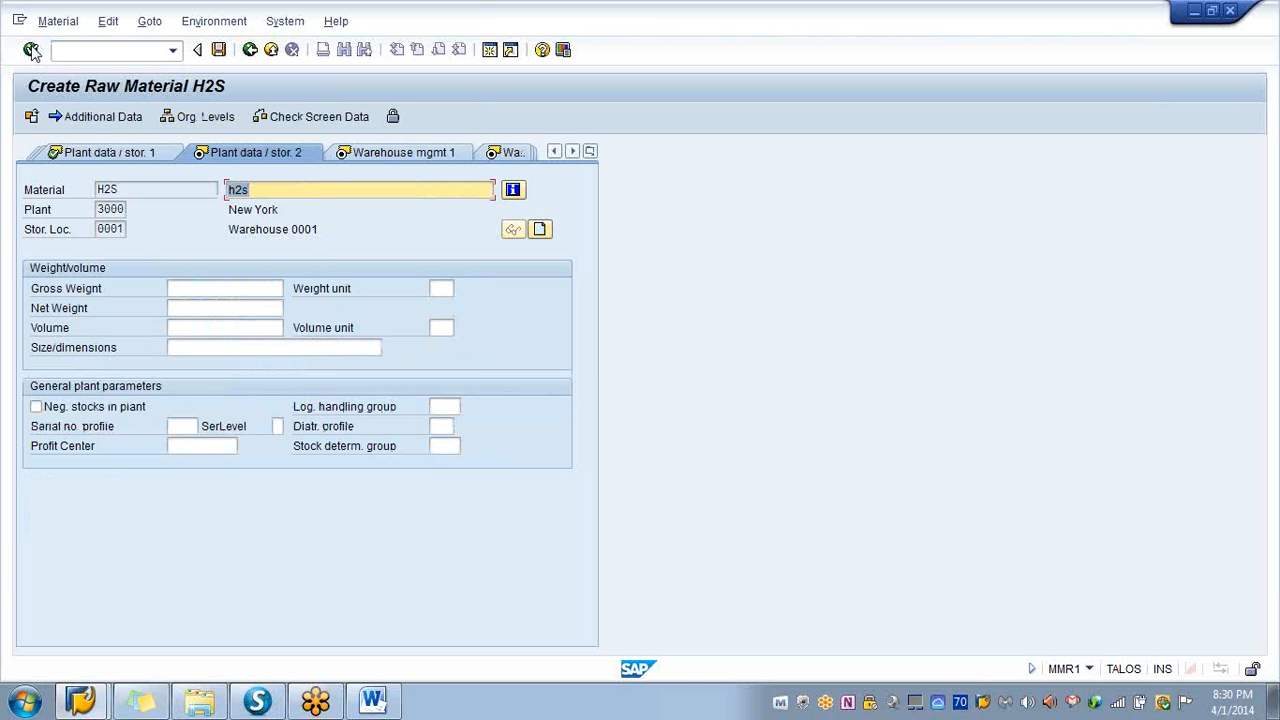 Material Edit Goto Environment System Help
Create Raw Material H2S
Additional Data Org. Levels Check Screen Data
Plant data / stor. 1 Plant data / stor. 2 Warehouse mgmt 1 Wa..
Material H2S h2s
Plant 3000 New York
Stor. Loc. 0001 Warehouse 0001
Weight/volume
Gross Weight Weight unit
Net Weight
Volume Volume unit
Size/dimensions
General plant parameters
Neg. stocks in plant Log. handling group
Serial no. profile SerLevel Distr. profile
Profit Center Stock determ. group
SAP
MMR1 TALOS INS
S W N 70
8:30 PM
4/1/2014